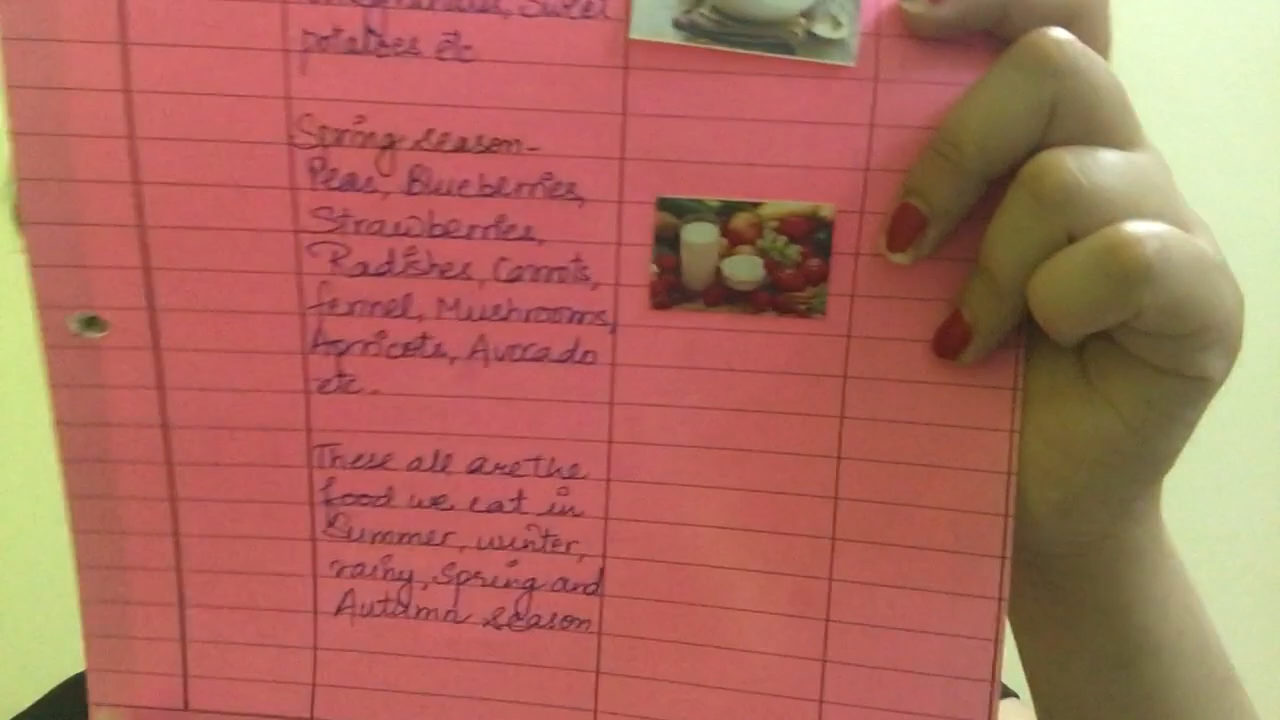 Sweet
potatoes etc
Spring season-
Peas, Blueberries,
Strawberries,
Radishes, Carrots,
fennel, Mushrooms,
Apricots, Avocado
etc.
These all are the
food we eat in
Summer, winter,
rainy, Spring and
Autumn season